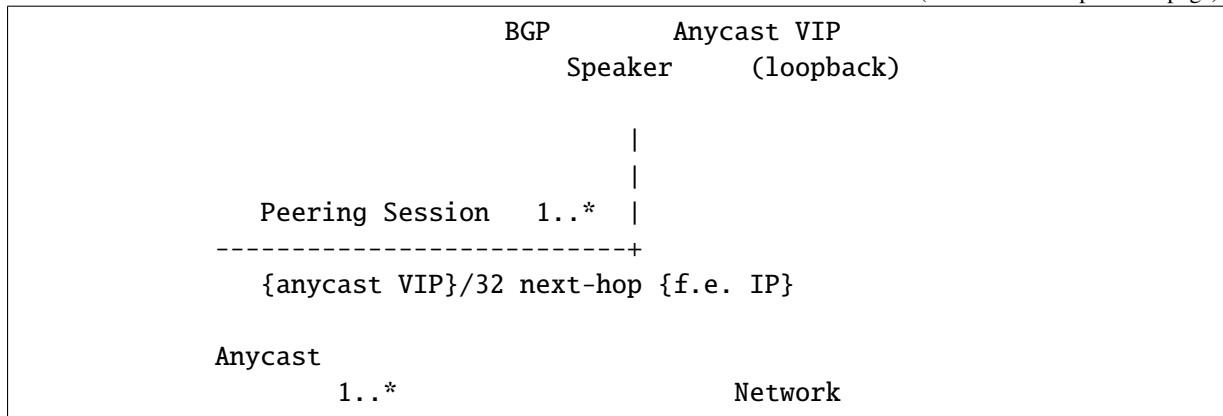 BGP Anycast VIP
Speaker (loopback)
|
|
Peering Session 1..* |
---------------------------+
{anycast VIP}/32 next-hop {f.e. IP}
Anycast
1..* Network